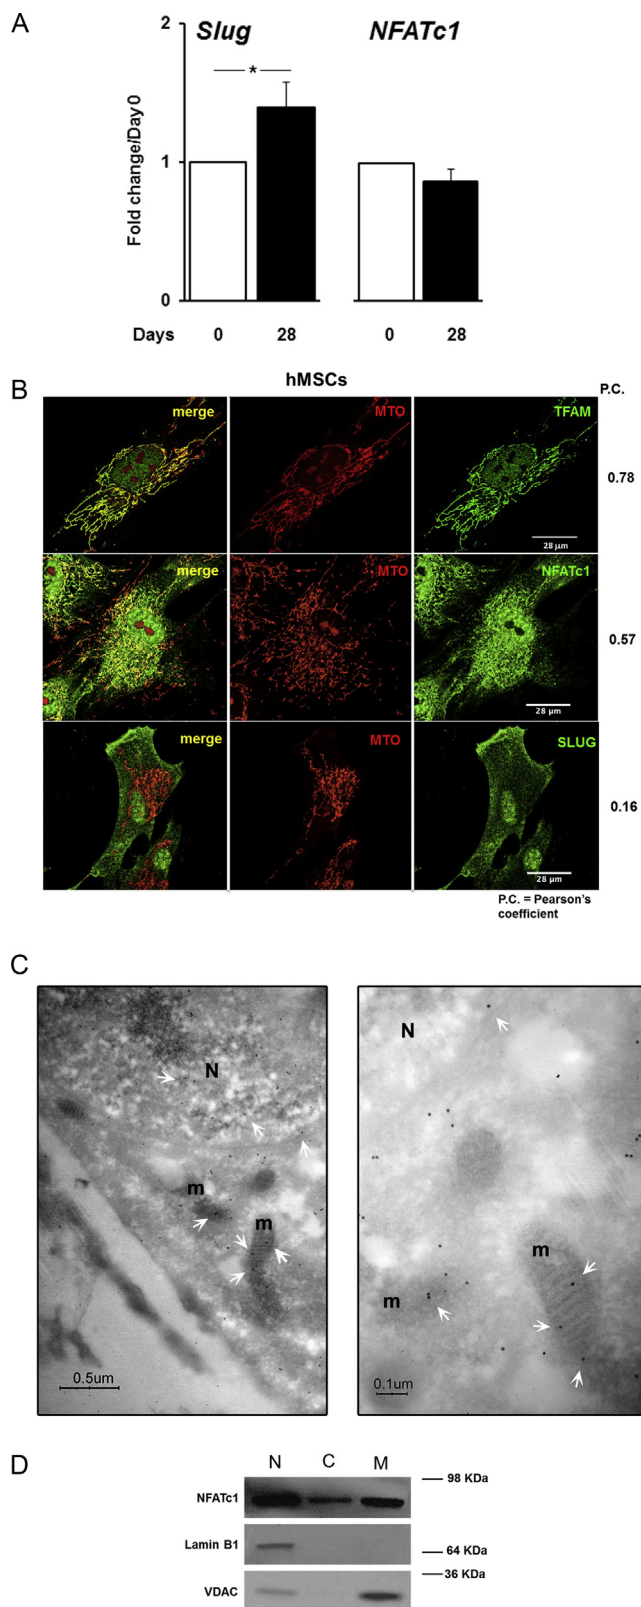 A
2
Slug
NFATc1
*
Fold change/Day 0
1
0
Days
0
28
0
28
B
hMSCs
P.C.
merge
MTO
TFAM
0.78
28 µm
merge
MTO
NFATc1
0.57
28 µm
merge
MTO
SLUG
0.16
28 µm
P.C. = Pearson's
coefficient
C
N
m
m
0.5um
N
m
m
0.1um
D
N
C
M
98 KDa
NFATc1
Lamin B1
64 KDa
36 KDa
VDAC